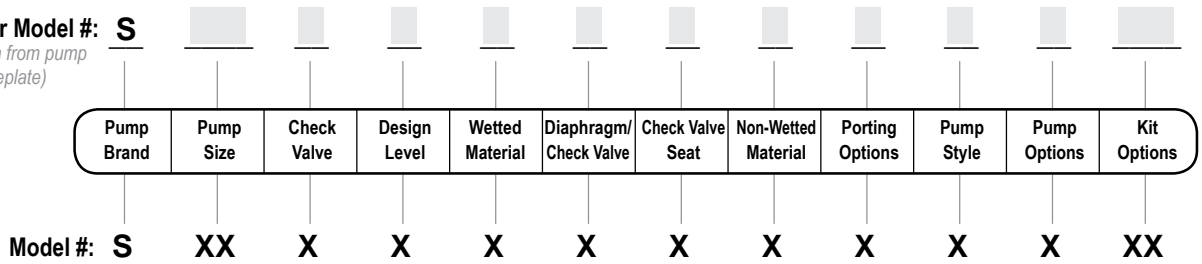 r Model #: S
from pump
eplate)
Pump Brand
Pump Size
Check Valve
Design Level
Wetted Material
Diaphragm/ Check Valve
Check Valve Seat
Non-Wetted Material
Porting Options
Pump Style
Pump Options
Kit Options
Model #: S XX X X X X X X X X X XX